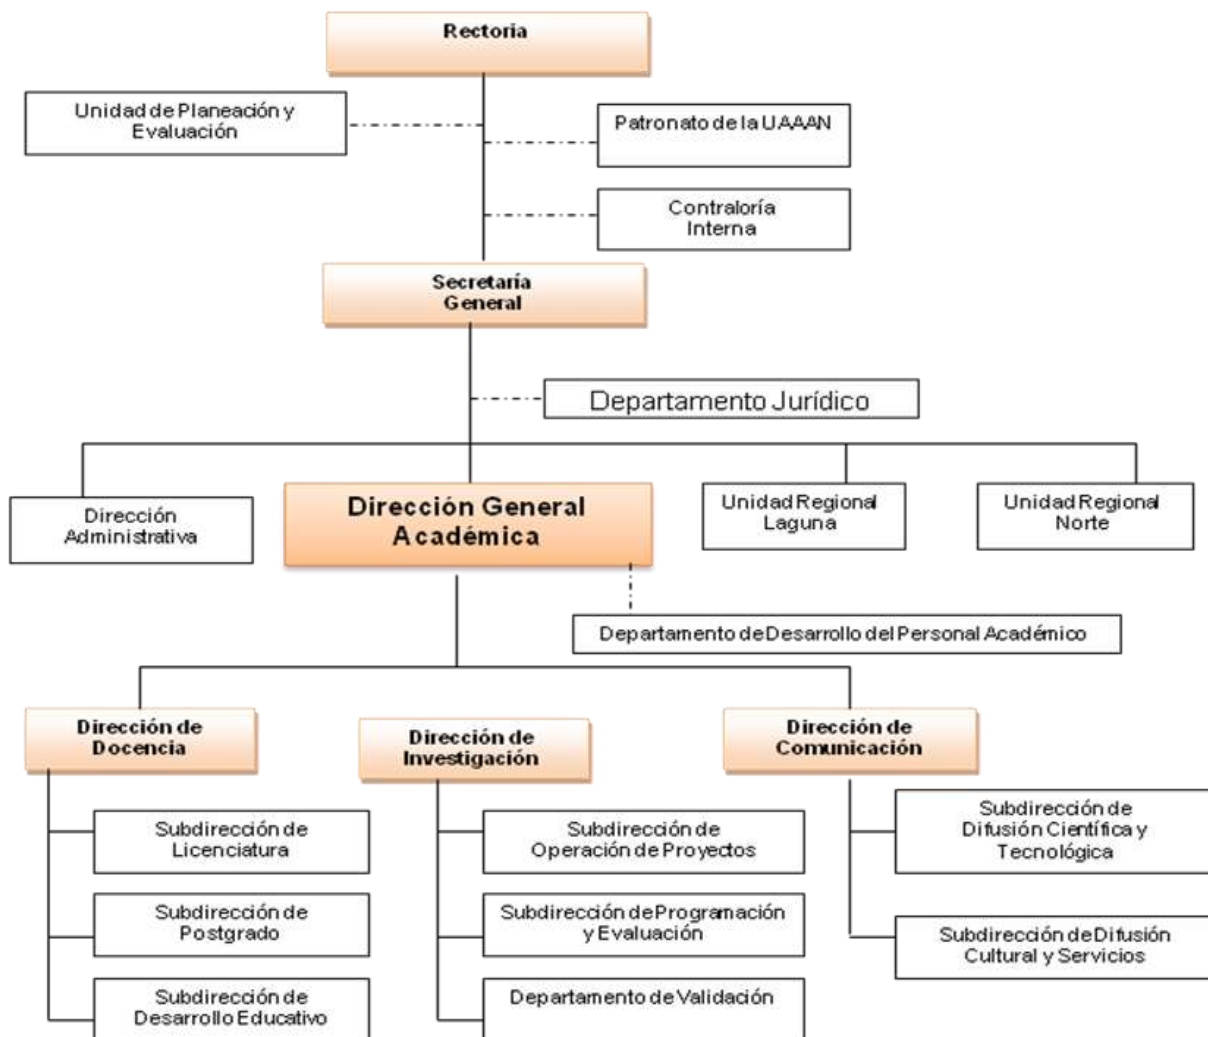 Rectoria
Unidad de Planeación y
Evaluación
Patronato de la UAAAN
Contraloría
Interna
Secretaría
General
Departamento Jurídico
Dirección
Administrativa
Dirección General
Académica
Unidad Regional
Laguna
Unidad Regional
Norte
Departamento de Desarrollo del Personal Académico
Dirección de
Docencia
Dirección de
Investigación
Dirección de
Comunicación
Subdirección de
Licenciatura
Subdirección de
Postgrado
Subdirección de
Desarrollo Educativo
Subdirección de
Operación de Proyectos
Subdirección de Programación
y Evaluación
Departamento de Validación
Subdirección de
Difusión Científica y
Tecnológica
Subdirección de Difusión
Cultural y Servicios